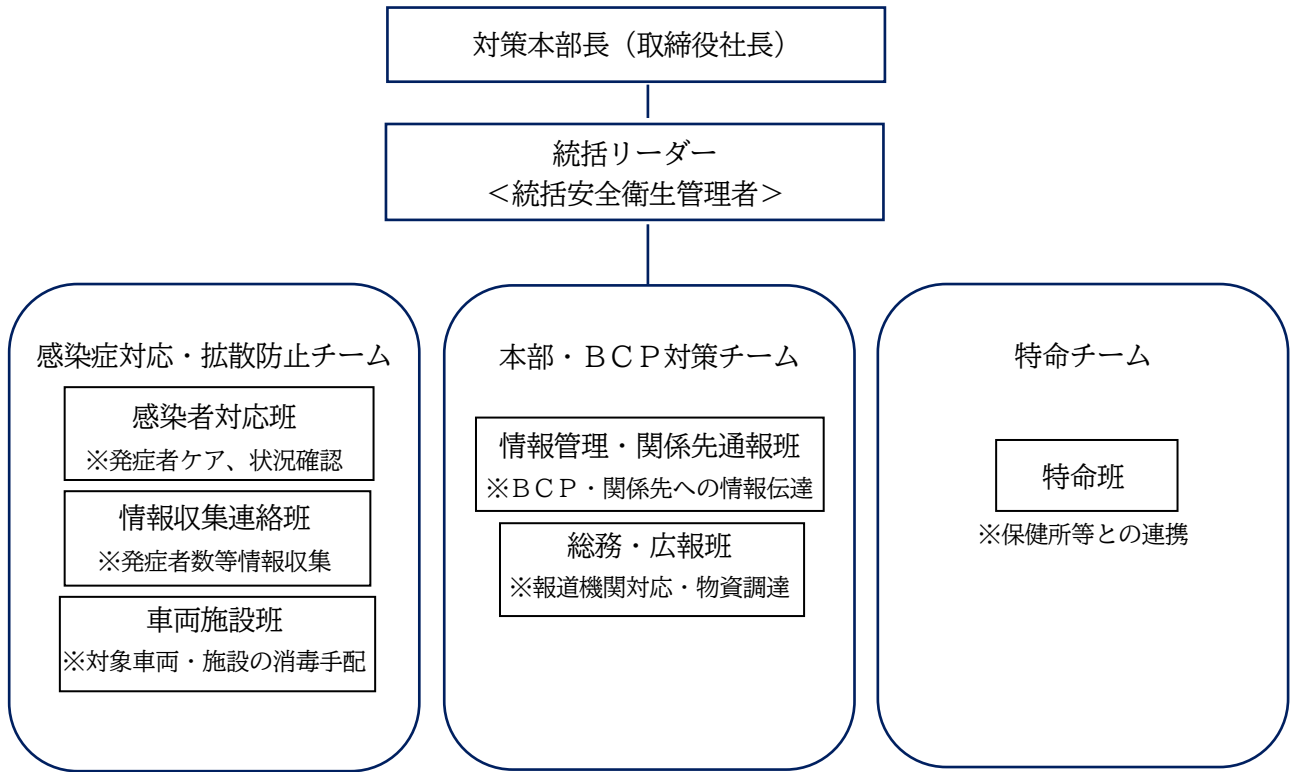 対策本部長（取締役社長）
統括リーダー
＜統括安全衛生管理者＞
感染症対応・拡散防止チーム
感染者対応班
※発症者ケア、状況確認
情報収集連絡班
※発症者数等情報収集
車両施設班
※対象車両・施設の消毒手配
本部・ＢＣＰ対策チーム
情報管理・関係先通報班
※ＢＣＰ・関係先への情報伝達
総務・広報班
※報道機関対応・物資調達
特命チーム
特命班
※保健所等との連携